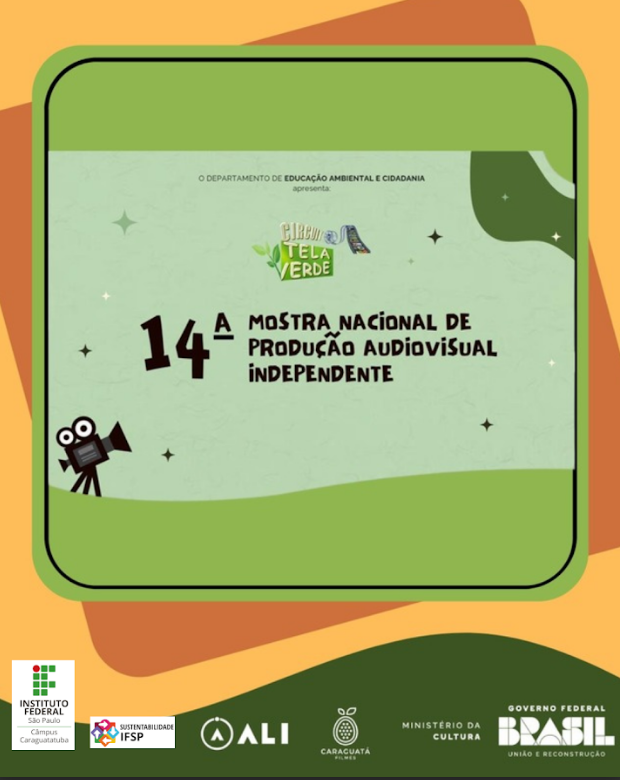 O DEPARTAMENTO DE EDUCAÇÃO AMBIENTAL E CIDADANIA
apresenta:
CIRCUITO
TELA
VERDE
14ª MOSTRA NACIONAL DE
PRODUÇÃO AUDIOVISUAL
INDEPENDENTE
INSTITUTO
FEDERAL
São Paulo
Câmpus
Caraguatatuba
SUSTENTABILIDADE
IFSP
ALI
CARAGUATÁ
FILMES
MINISTÉRIO DA
CULTURA
GOVERNO FEDERAL
BRASIL
UNIÃO E RECONSTRUÇÃO